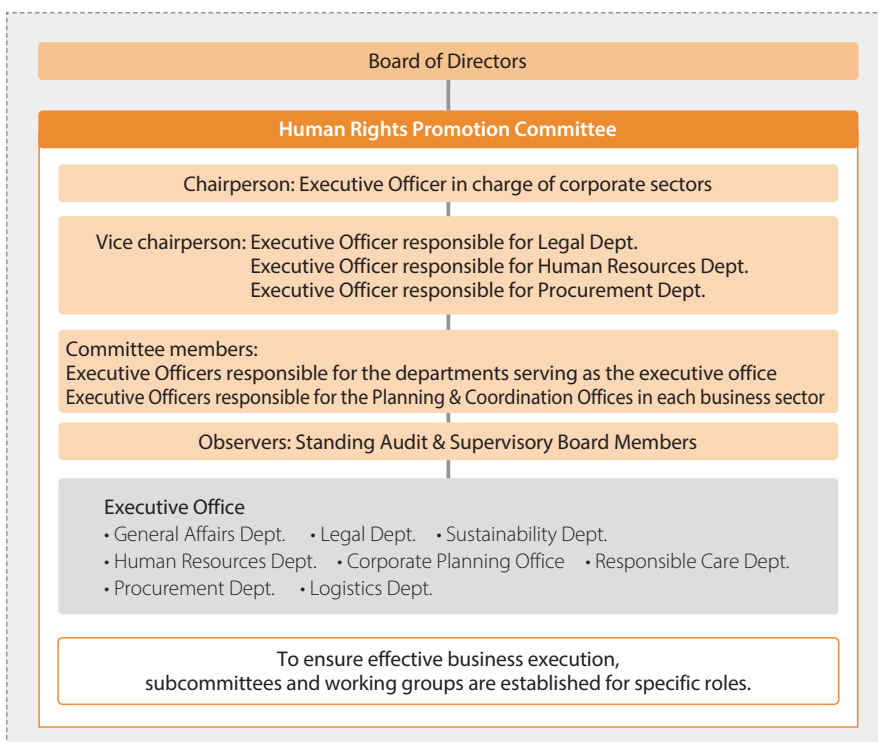 Board of Directors
Human Rights Promotion Committee
Chairperson: Executive Officer in charge of corporate sectors
Vice chairperson: Executive Officer responsible for Legal Dept.
Executive Officer responsible for Human Resources Dept.
Executive Officer responsible for Procurement Dept.
Committee members:
Executive Officers responsible for the departments serving as the executive office
Executive Officers responsible for the Planning & Coordination Offices in each business sector
Observers: Standing Audit & Supervisory Board Members
Executive Office
• General Affairs Dept. • Legal Dept. • Sustainability Dept.
• Human Resources Dept. • Corporate Planning Office • Responsible Care Dept.
• Procurement Dept. • Logistics Dept.
To ensure effective business execution,
subcommittees and working groups are established for specific roles.